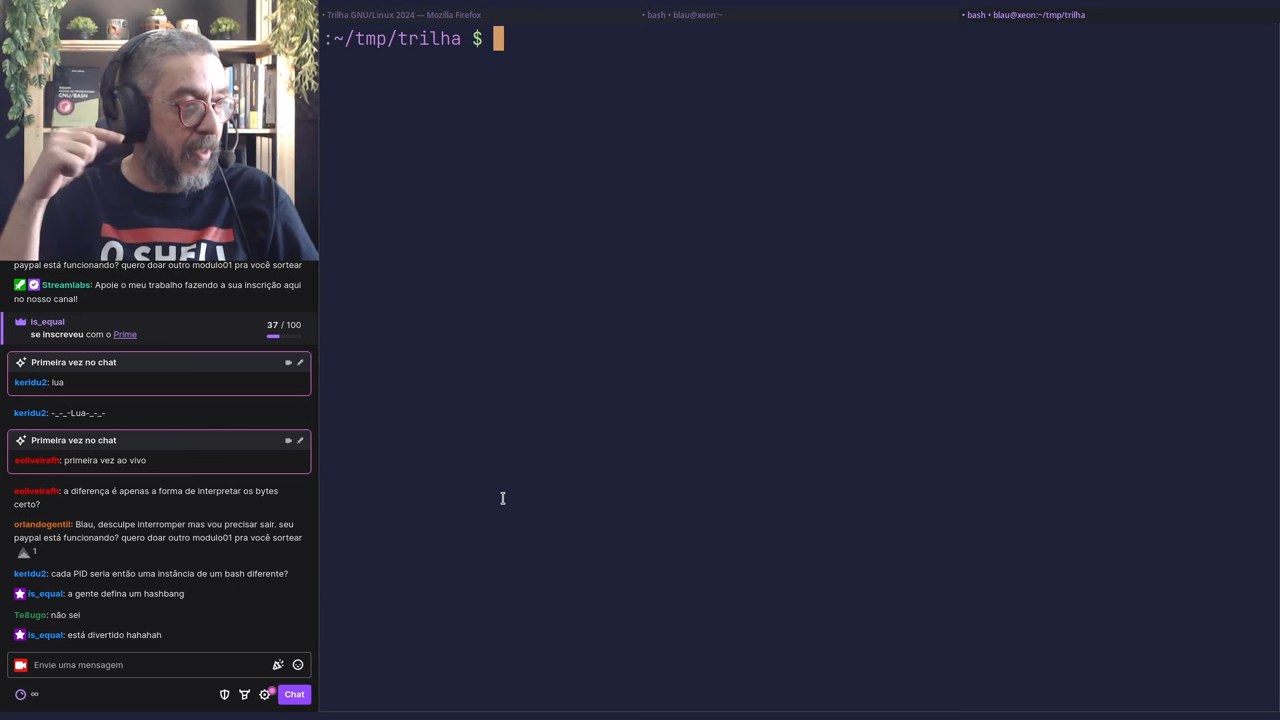 • Trilha GNU/Linux 2024 — Mozilla Firefox
• bash • blau@xeon:~
• bash • blau@xeon:~/tmp/trilha
:~/tmp/trilha $
GNU/BASH
O SHELL
paypal está funcionando? quero doar outro modulo01 pra você sortear
Streamlabs: Apoie o meu trabalho fazendo a sua inscrição aqui
no nosso canal!
is_equal
se inscreveu com o Prime
37 / 100
Primeira vez no chat
keridu2: lua
keridu2: -_-_-Lua-_-_-
Primeira vez no chat
eoliveirafh: primeira vez ao vivo
eoliveirafh: a diferença é apenas a forma de interpretar os bytes
certo?
orlandogentil: Blau, desculpe interromper mas vou precisar sair. seu
paypal está funcionando? quero doar outro modulo01 pra você sortear
1
keridu2: cada PID seria então uma instância de um bash diferente?
is_equal: a gente defina um hashbang
Te8ugo: não sei
is_equal: está divertido hahahah
Envie uma mensagem
∞
Chat